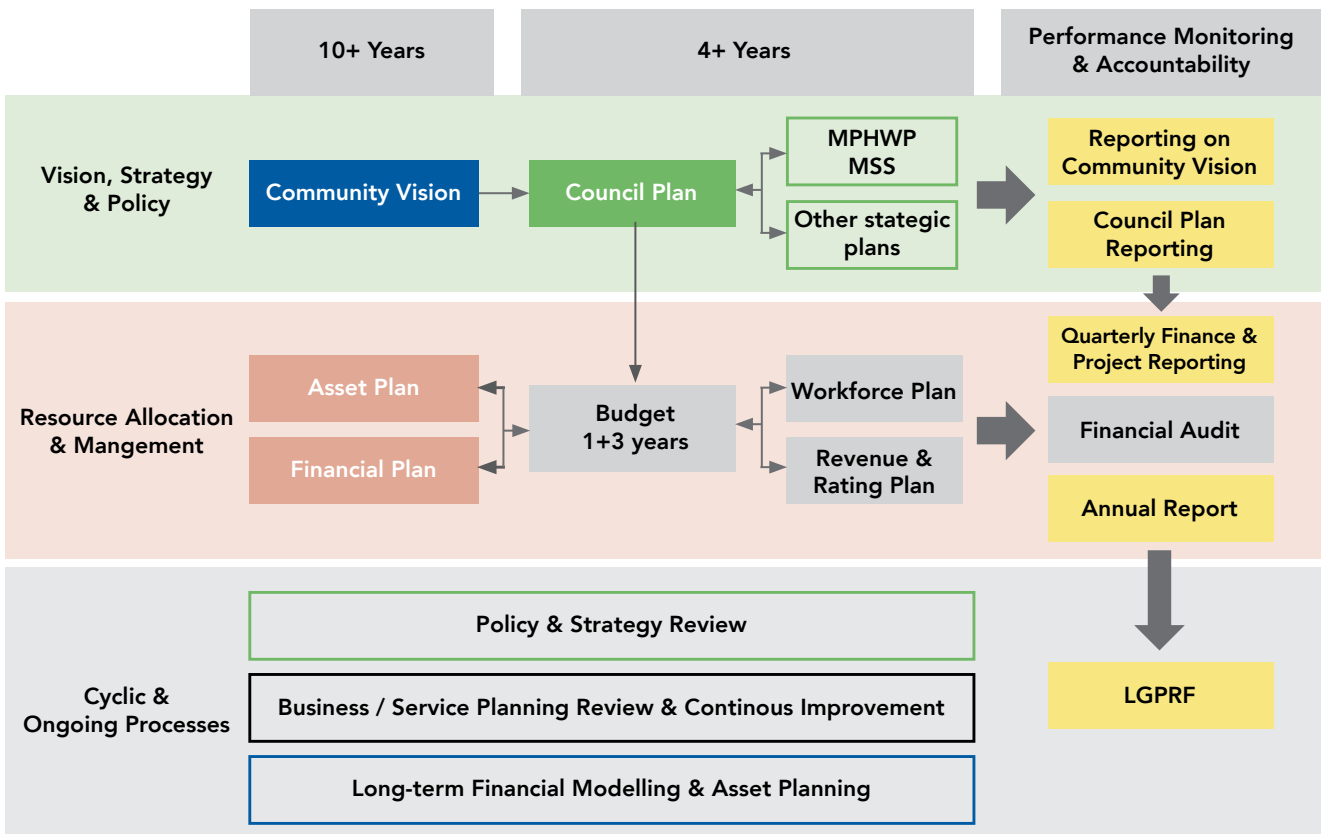 10+ Years
4+ Years
Performance Monitoring
& Accountability
Vision, Strategy
& Policy
Community Vision
Council Plan
MPHWP
MSS
Other stategic
plans
Reporting on
Community Vision
Council Plan
Reporting
Resource Allocation
& Mangement
Asset Plan
Financial Plan
Budget
1+3 years
Workforce Plan
Revenue &
Rating Plan
Quarterly Finance &
Project Reporting
Financial Audit
Annual Report
Cyclic &
Ongoing Processes
Policy & Strategy Review
Business / Service Planning Review & Continous Improvement
Long-term Financial Modelling & Asset Planning
LGPRF